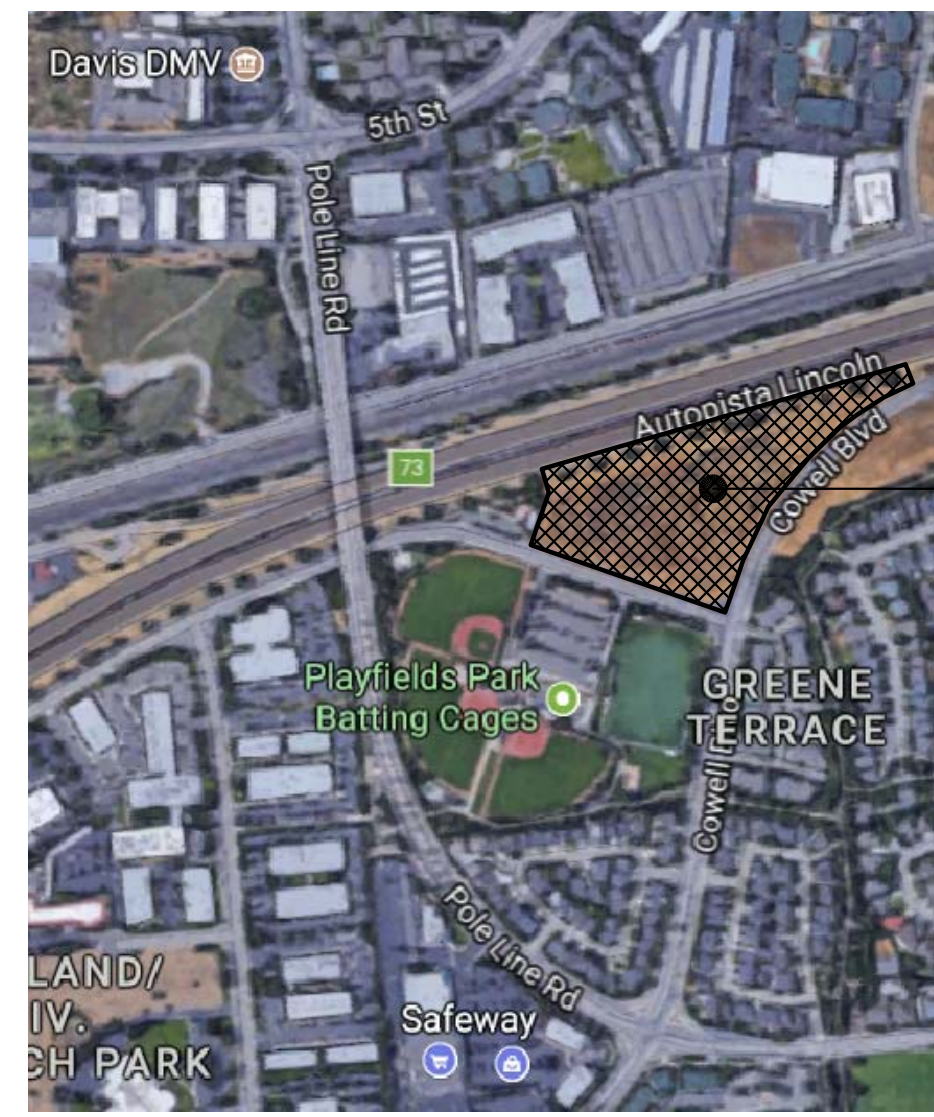 Davis DMV
5th St
Pole Line Rd
Autopista Lincoln
73
Cowell Blvd
Playfields Park
Batting Cages
GREENE
TERRACE
Cowell
Pole Line Rd
LAND/
IV.
CH PARK
Safeway